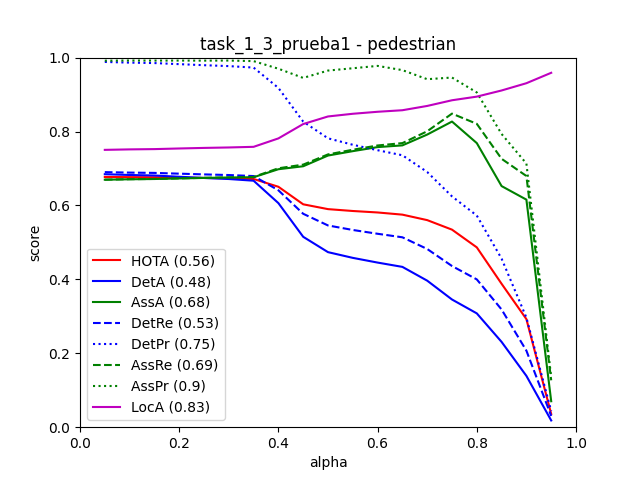 task_1_3_prueba1 - pedestrian
1.0
0.8
0.6
0.4
0.2
0.0
score
HOTA (0.56)
DetA (0.48)
AssA (0.68)
DetRe (0.53)
DetPr (0.75)
AssRe (0.69)
AssPr (0.9)
LocA (0.83)
0.0 0.2 0.4 0.6 0.8 1.0
alpha